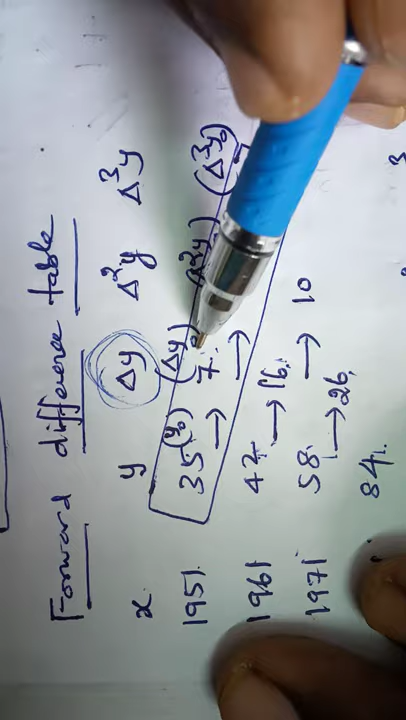 Forward difference table
x y Δy Δ²y Δ³y
1951. 35(y₀) (Δy₀) (Δ²y₀) (Δ³y₀)
→ 7.
1961 42 →
→ 16.
1971 58. → 10
→ 26.
84.
3